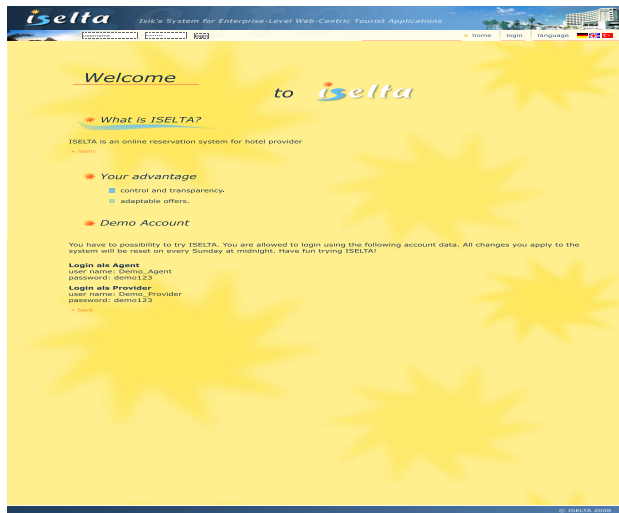 iselta Isik's System for Enterprise-Level Web-Centric Tourist Applications
home login language
Welcome
to iselta
What is ISELTA?
ISELTA is an online reservation system for hotel provider
» mehr
Your advantage
control and transparency.
adaptable offers.
Demo Account
You have to possibility to try ISELTA. You are allowed to login using the following account data. All changes you apply to the
system will be reset on every Sunday at midnight. Have fun trying ISELTA!
Login als Agent
user name: Demo_Agent
password: demo123
Login als Provider
user name: Demo_Provider
password: demo123
» back
© ISELTA 2008